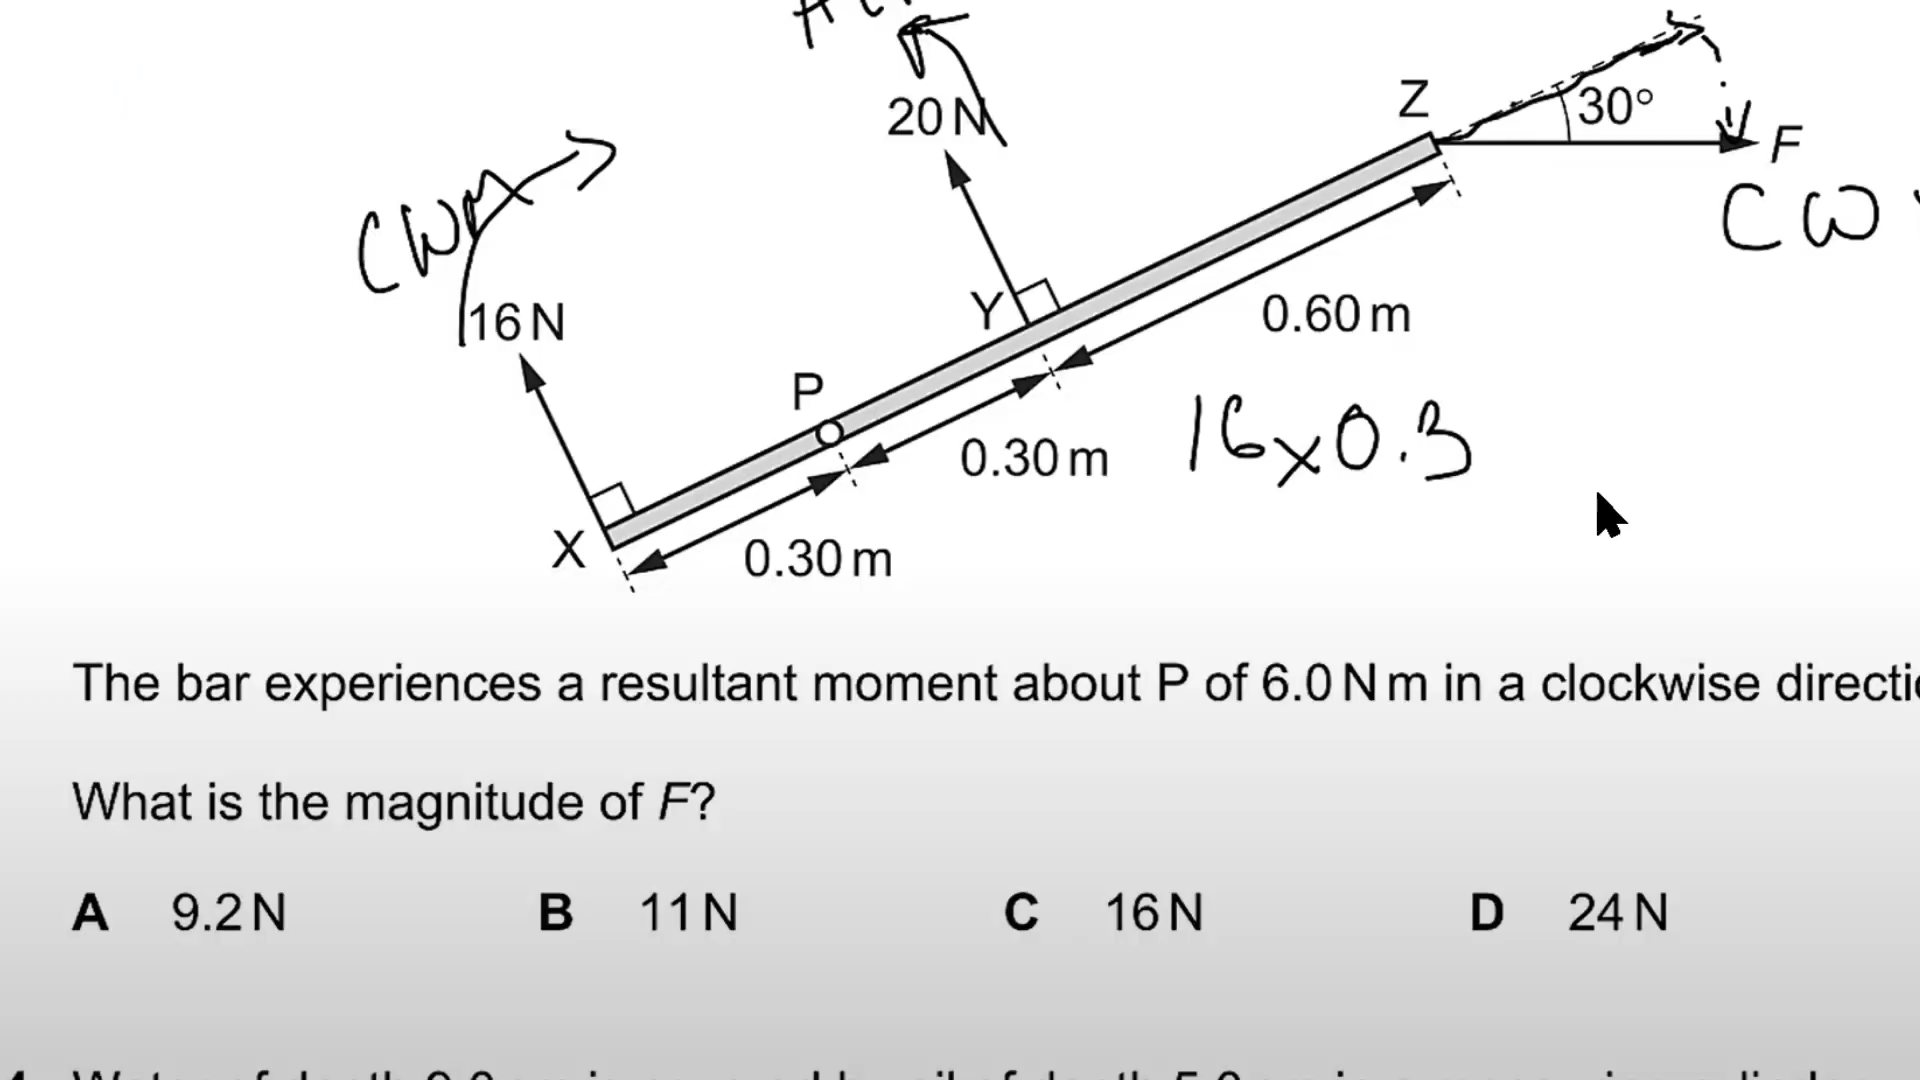 20 N
Z
30°
F
CWM
CW
16 N
Y
0.60 m
P
16×0.3
0.30 m
X
0.30 m
The bar experiences a resultant moment about P of 6.0 N m in a clockwise
What is the magnitude of F?
A 9.2 N B 11 N C 16 N D 24 N